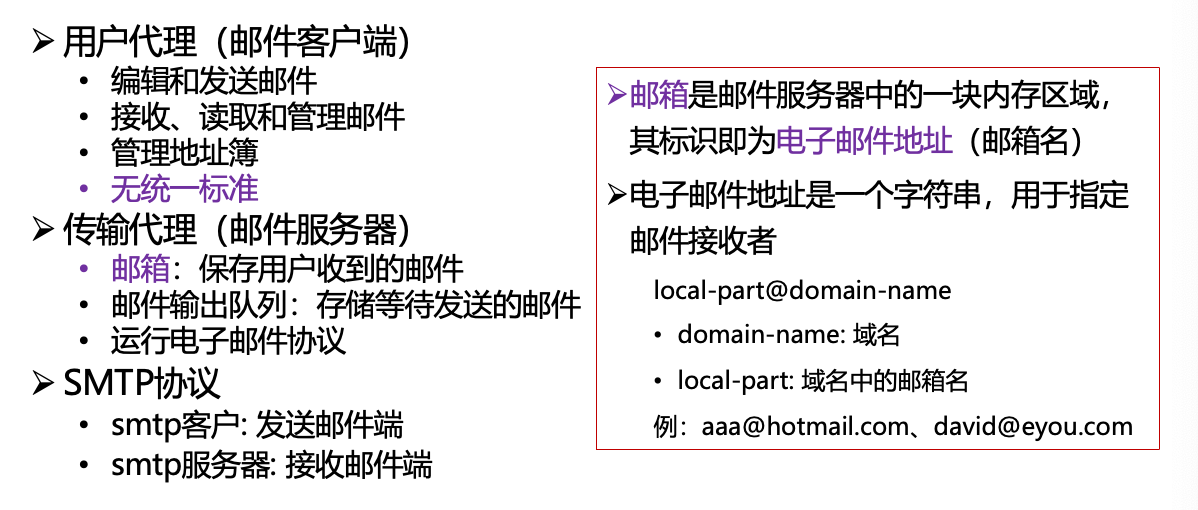 ➢ 用户代理（邮件客户端）
• 编辑和发送邮件
• 接收、读取和管理邮件
• 管理地址簿
• 无统一标准
➢ 传输代理（邮件服务器）
• 邮箱：保存用户收到的邮件
• 邮件输出队列：存储等待发送的邮件
• 运行电子邮件协议
➢ SMTP协议
• smtp客户: 发送邮件端
• smtp服务器: 接收邮件端
➢邮箱是邮件服务器中的一块内存区域，
其标识即为电子邮件地址（邮箱名）
➢电子邮件地址是一个字符串，用于指定
邮件接收者
local-part@domain-name
• domain-name: 域名
• local-part: 域名中的邮箱名
例：aaa@hotmail.com、david@eyou.com